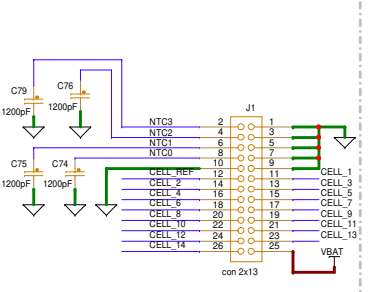 C79
1200pF
C76
1200pF
J1
NTC3 2 1
NTC2 4 3
NTC1 6 5
NTC0 8 7
10 9
CELL_REF 12 11 CELL_1
CELL_2 14 13 CELL_3
CELL_4 16 15 CELL_5
CELL_6 18 17 CELL_7
CELL_8 20 19 CELL_9
CELL_10 22 21 CELL_11
CELL_12 24 23 CELL_13
CELL_14 26 25
C75
1200pF
C74
1200pF
VBAT
con 2x13